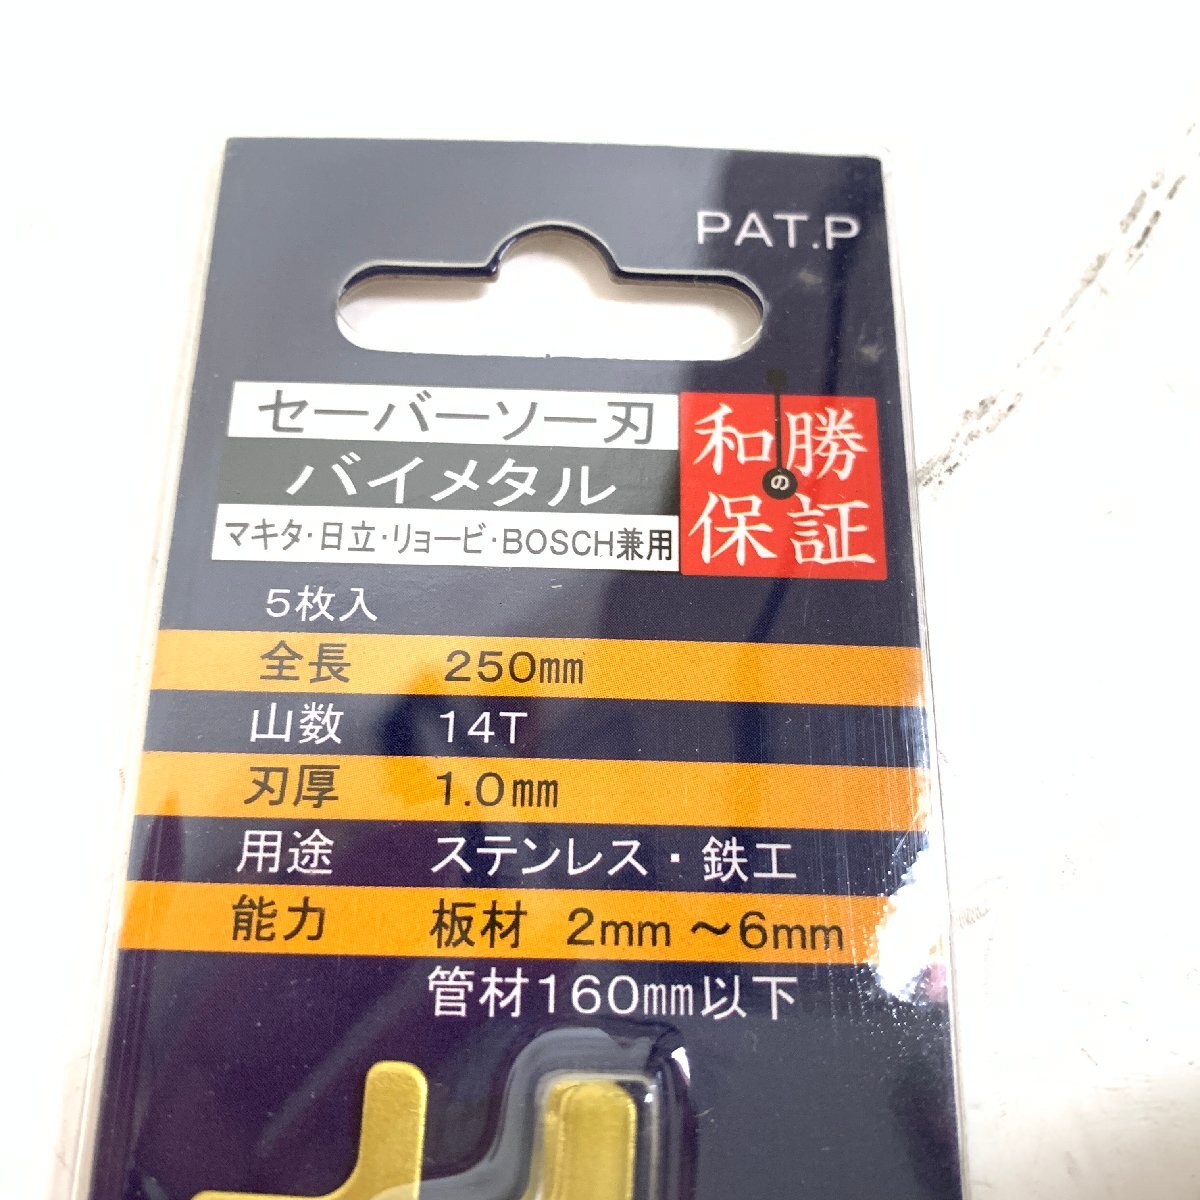 PAT.P
セーバーソー刃
バイメタル
マキタ・日立・リョービ・BOSCH兼用
和勝
の
保証
5枚入
全長 250mm
山数 14T
刃厚 1.0mm
用途 ステンレス・鉄工
能力 板材 2mm～6mm
管材160mm以下